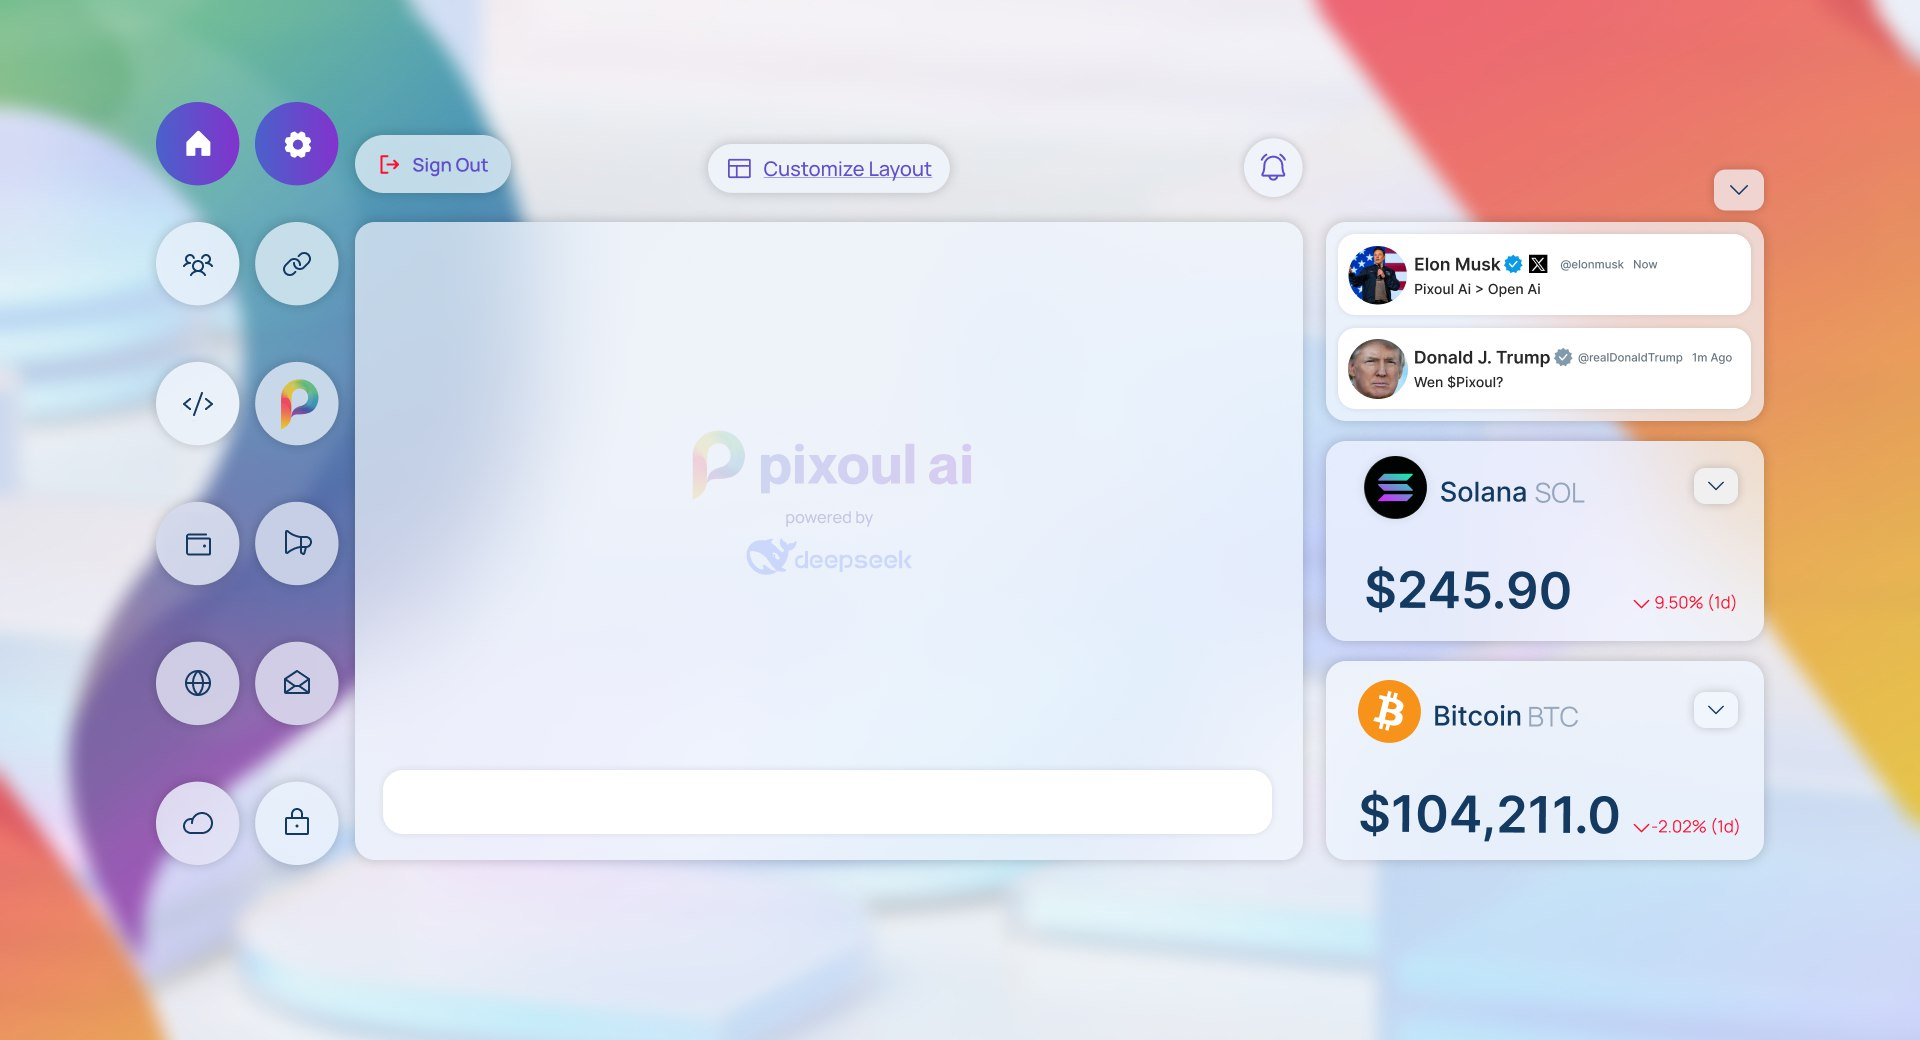 Sign Out
Customize Layout
Elon Musk @elonmusk Now
Pixoul Ai > Open Ai
Donald J. Trump @realDonaldTrump 1m Ago
Wen $Pixoul?
pixoul ai
powered by
deepseek
Solana SOL
$245.90
9.50% (1d)
Bitcoin BTC
$104,211.0
-2.02% (1d)